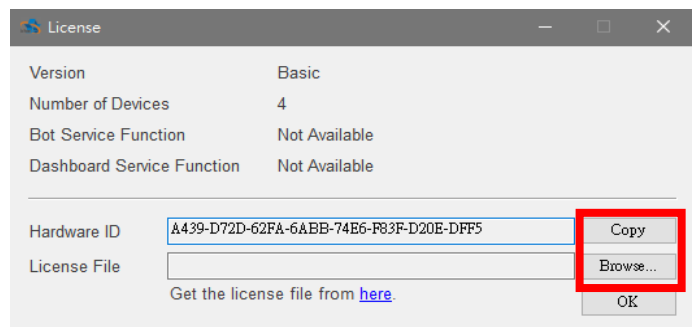 License
Version Basic
Number of Devices 4
Bot Service Function Not Available
Dashboard Service Function Not Available
Hardware ID A439-D72D-62FA-6ABB-74E6-F83F-D20E-DFF5 Copy
License File Browse...
Get the license file from here.
OK